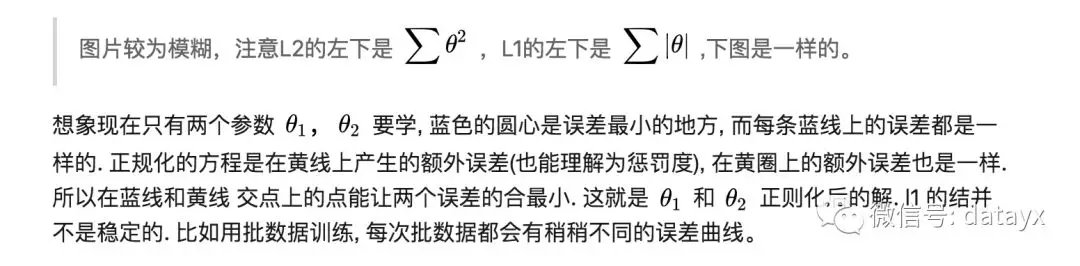 图片较为模糊，注意L2的左下是 ∑θ² ，L1的左下是 ∑|θ| ,下图是一样的。
想象现在只有两个参数 θ₁， θ₂ 要学, 蓝色的圆心是误差最小的地方, 而每条蓝线上的误差都是一
样的. 正规化的方程是在黄线上产生的额外误差(也能理解为惩罚度), 在黄圈上的额外误差也是一样.
所以在蓝线和黄线 交点上的点能让两个误差的合最小. 这就是 θ₁ 和 θ₂ 正则化后的解. l1 的结并
不是稳定的. 比如用批数据训练, 每次批数据都会有稍稍不同的误差曲线。
微信号: datayx